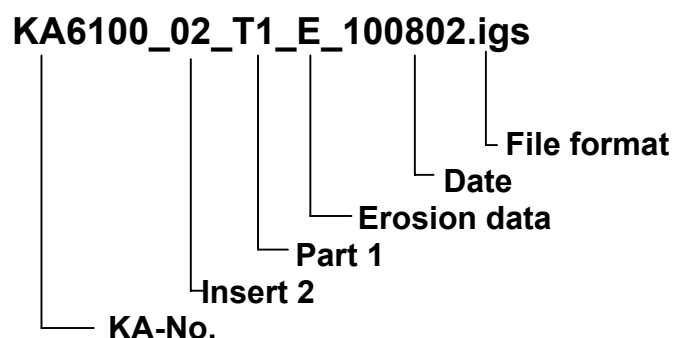 KA6100_02_T1_E_100802.igs
File format
Date
Erosion data
Part 1
Insert 2
KA-No.